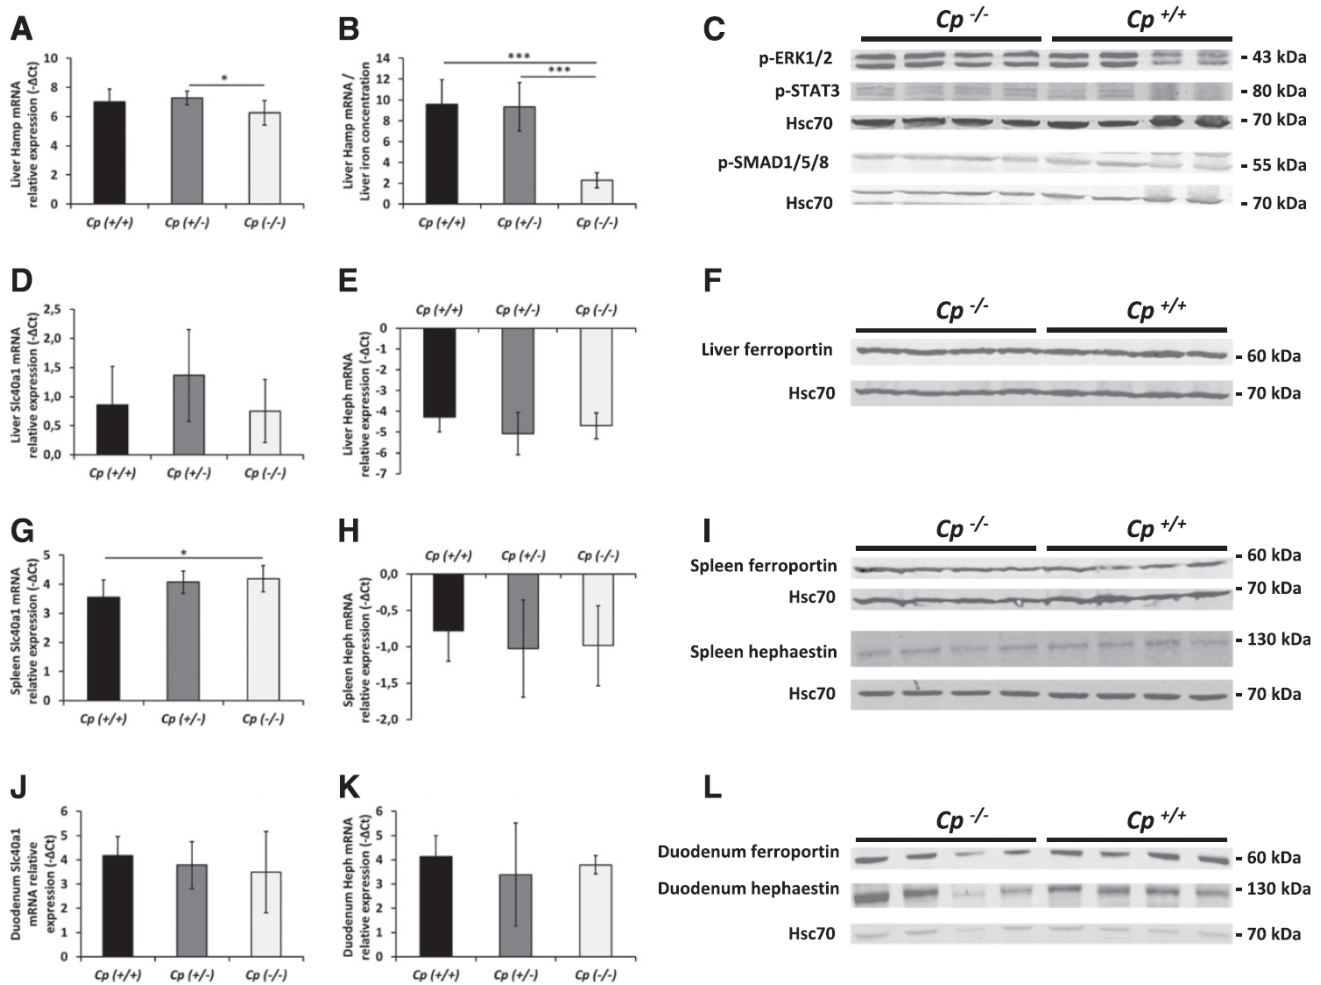 A
Liver Hamp mRNA
relative expression (-ΔCt)
10
8
6
4
2
0
*
Cp (+/+) Cp (+/-) Cp (-/-)
B
Liver Hamp mRNA /
Liver iron concentration
14
12
10
8
6
4
2
0
***
***
Cp (+/+) Cp (+/-) Cp (-/-)
C
Cp -/- Cp +/+
p-ERK1/2 - 43 kDa
p-STAT3 - 80 kDa
Hsc70 - 70 kDa
p-SMAD1/5/8 - 55 kDa
Hsc70 - 70 kDa
D
Liver Slc40a1 mRNA
relative expression (-ΔCt)
2,5
2,0
1,5
1,0
0,5
0,0
Cp (+/+) Cp (+/-) Cp (-/-)
E
Liver Heph mRNA
relative expression (-ΔCt)
Cp (+/+) Cp (+/-) Cp (-/-)
0
-1
-2
-3
-4
-5
-6
-7
F
Cp -/- Cp +/+
Liver ferroportin - 60 kDa
Hsc70 - 70 kDa
G
Spleen Slc40a1 mRNA
relative expression (-ΔCt)
5
4
3
2
1
0
*
Cp (+/+) Cp (+/-) Cp (-/-)
H
Spleen Heph mRNA
relative expression (-ΔCt)
Cp (+/+) Cp (+/-) Cp (-/-)
0,0
-0,5
-1,0
-1,5
-2,0
I
Cp -/- Cp +/+
Spleen ferroportin - 60 kDa
Hsc70 - 70 kDa
Spleen hephaestin - 130 kDa
Hsc70 - 70 kDa
J
Duodenum Slc40a1
mRNA relative
expression (-ΔCt)
6
5
4
3
2
1
0
Cp (+/+) Cp (+/-) Cp (-/-)
K
Duodenum Heph mRNA
relative expression (-ΔCt)
6
5
4
3
2
1
0
Cp (+/+) Cp (+/-) Cp (-/-)
L
Cp -/- Cp +/+
Duodenum ferroportin - 60 kDa
Duodenum hephaestin - 130 kDa
Hsc70 - 70 kDa